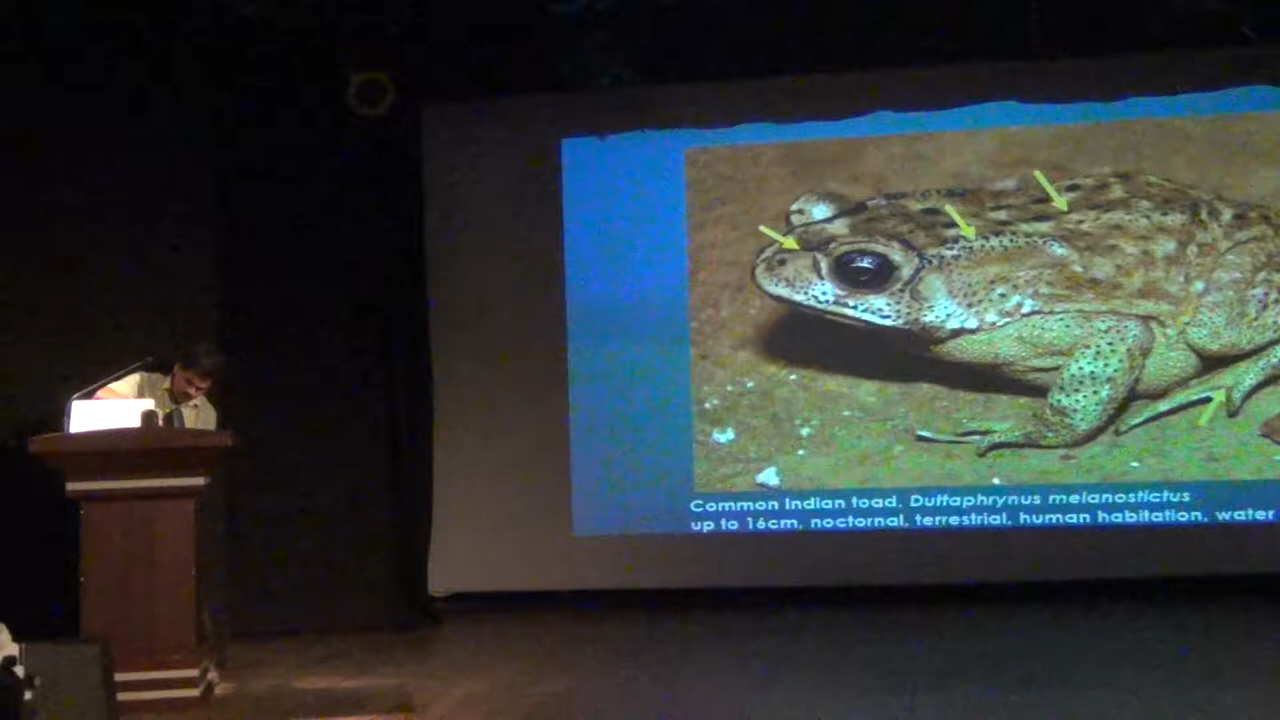 Common Indian toad, Duttaphrynus melanostictus
up to 16cm, noctornal, terrestrial, human habitation, water